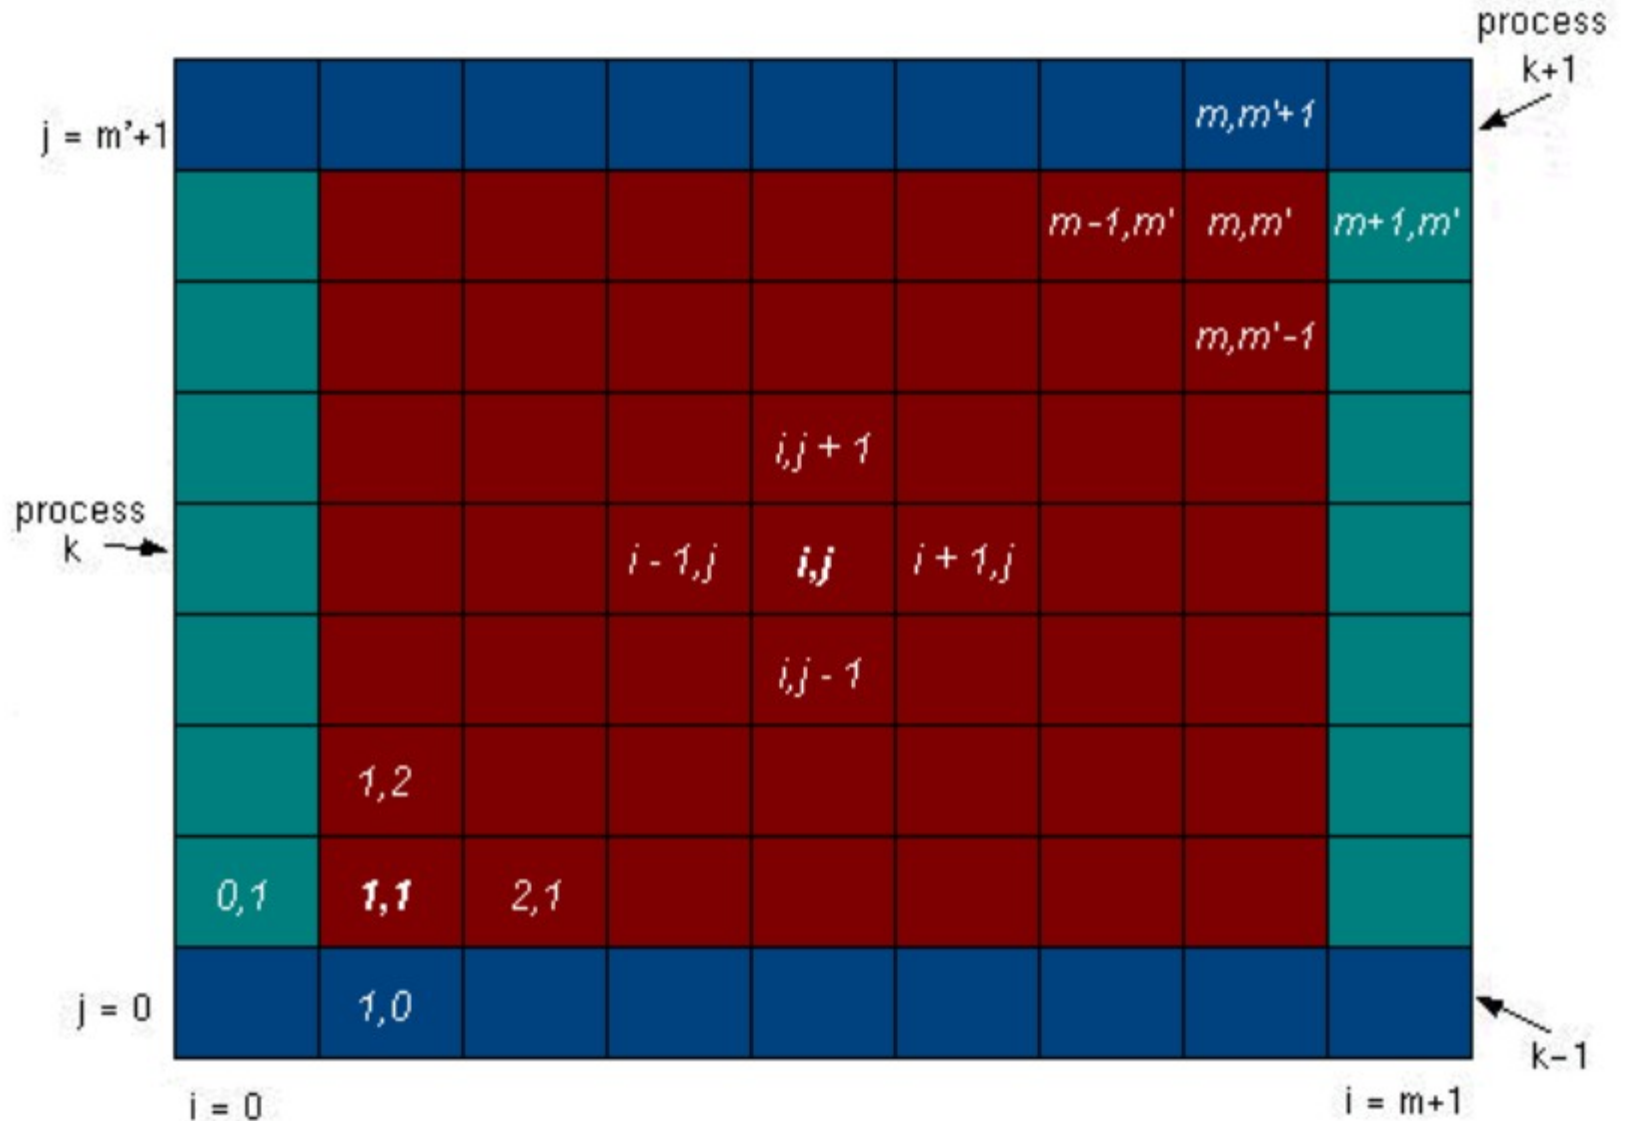 process
k+1
j = m'+1
m,m'+1
m-1,m'
m,m'
m+1,m'
m,m'-1
i,j + 1
process
k
i - 1,j
i,j
i + 1,j
i,j - 1
1,2
0,1
1,1
2,1
j = 0
1,0
k-1
i = 0
i = m+1